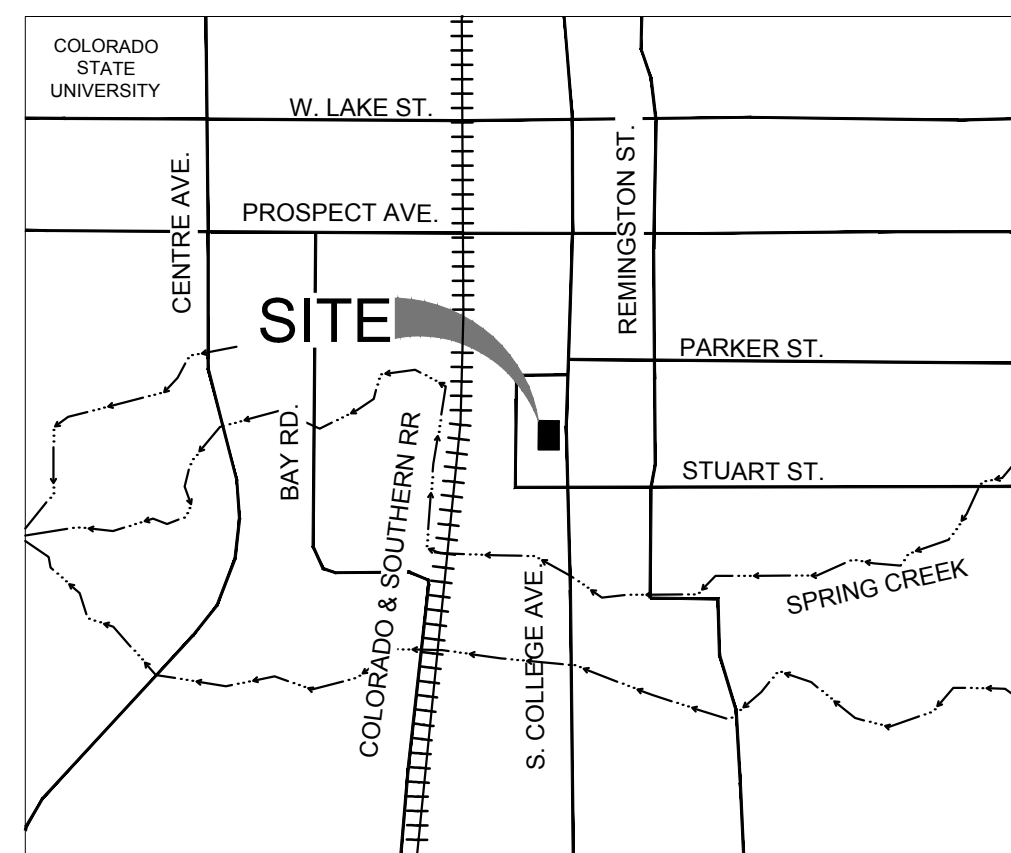 COLORADO
STATE
UNIVERSITY
W. LAKE ST.
CENTRE AVE.
PROSPECT AVE.
REMINGSTON ST.
SITE
PARKER ST.
BAY RD.
COLORADO & SOUTHERN RR
STUART ST.
SPRING CREEK
S. COLLEGE AVE.